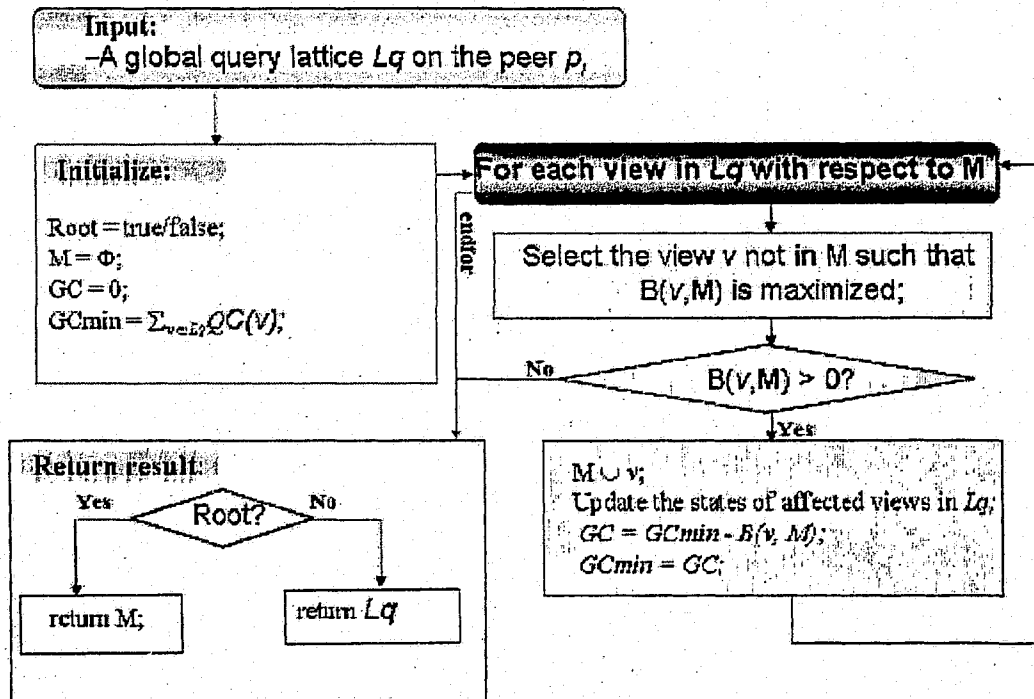 Input:
–A global query lattice Lq on the peer pᵢ
Initialize:
Root = true/false;
M = Φ;
GC = 0;
GCmin = Σv∈Lq QC(v);
For each view in Lq with respect to M
endfor
Select the view v not in M such that
B(v,M) is maximized;
No
B(v,M) > 0?
Yes
M ∪ v;
Update the states of affected views in Lq;
GC = GCmin - B(v, M);
GCmin = GC;
Return result:
Yes
Root?
No
return M;
return Lq